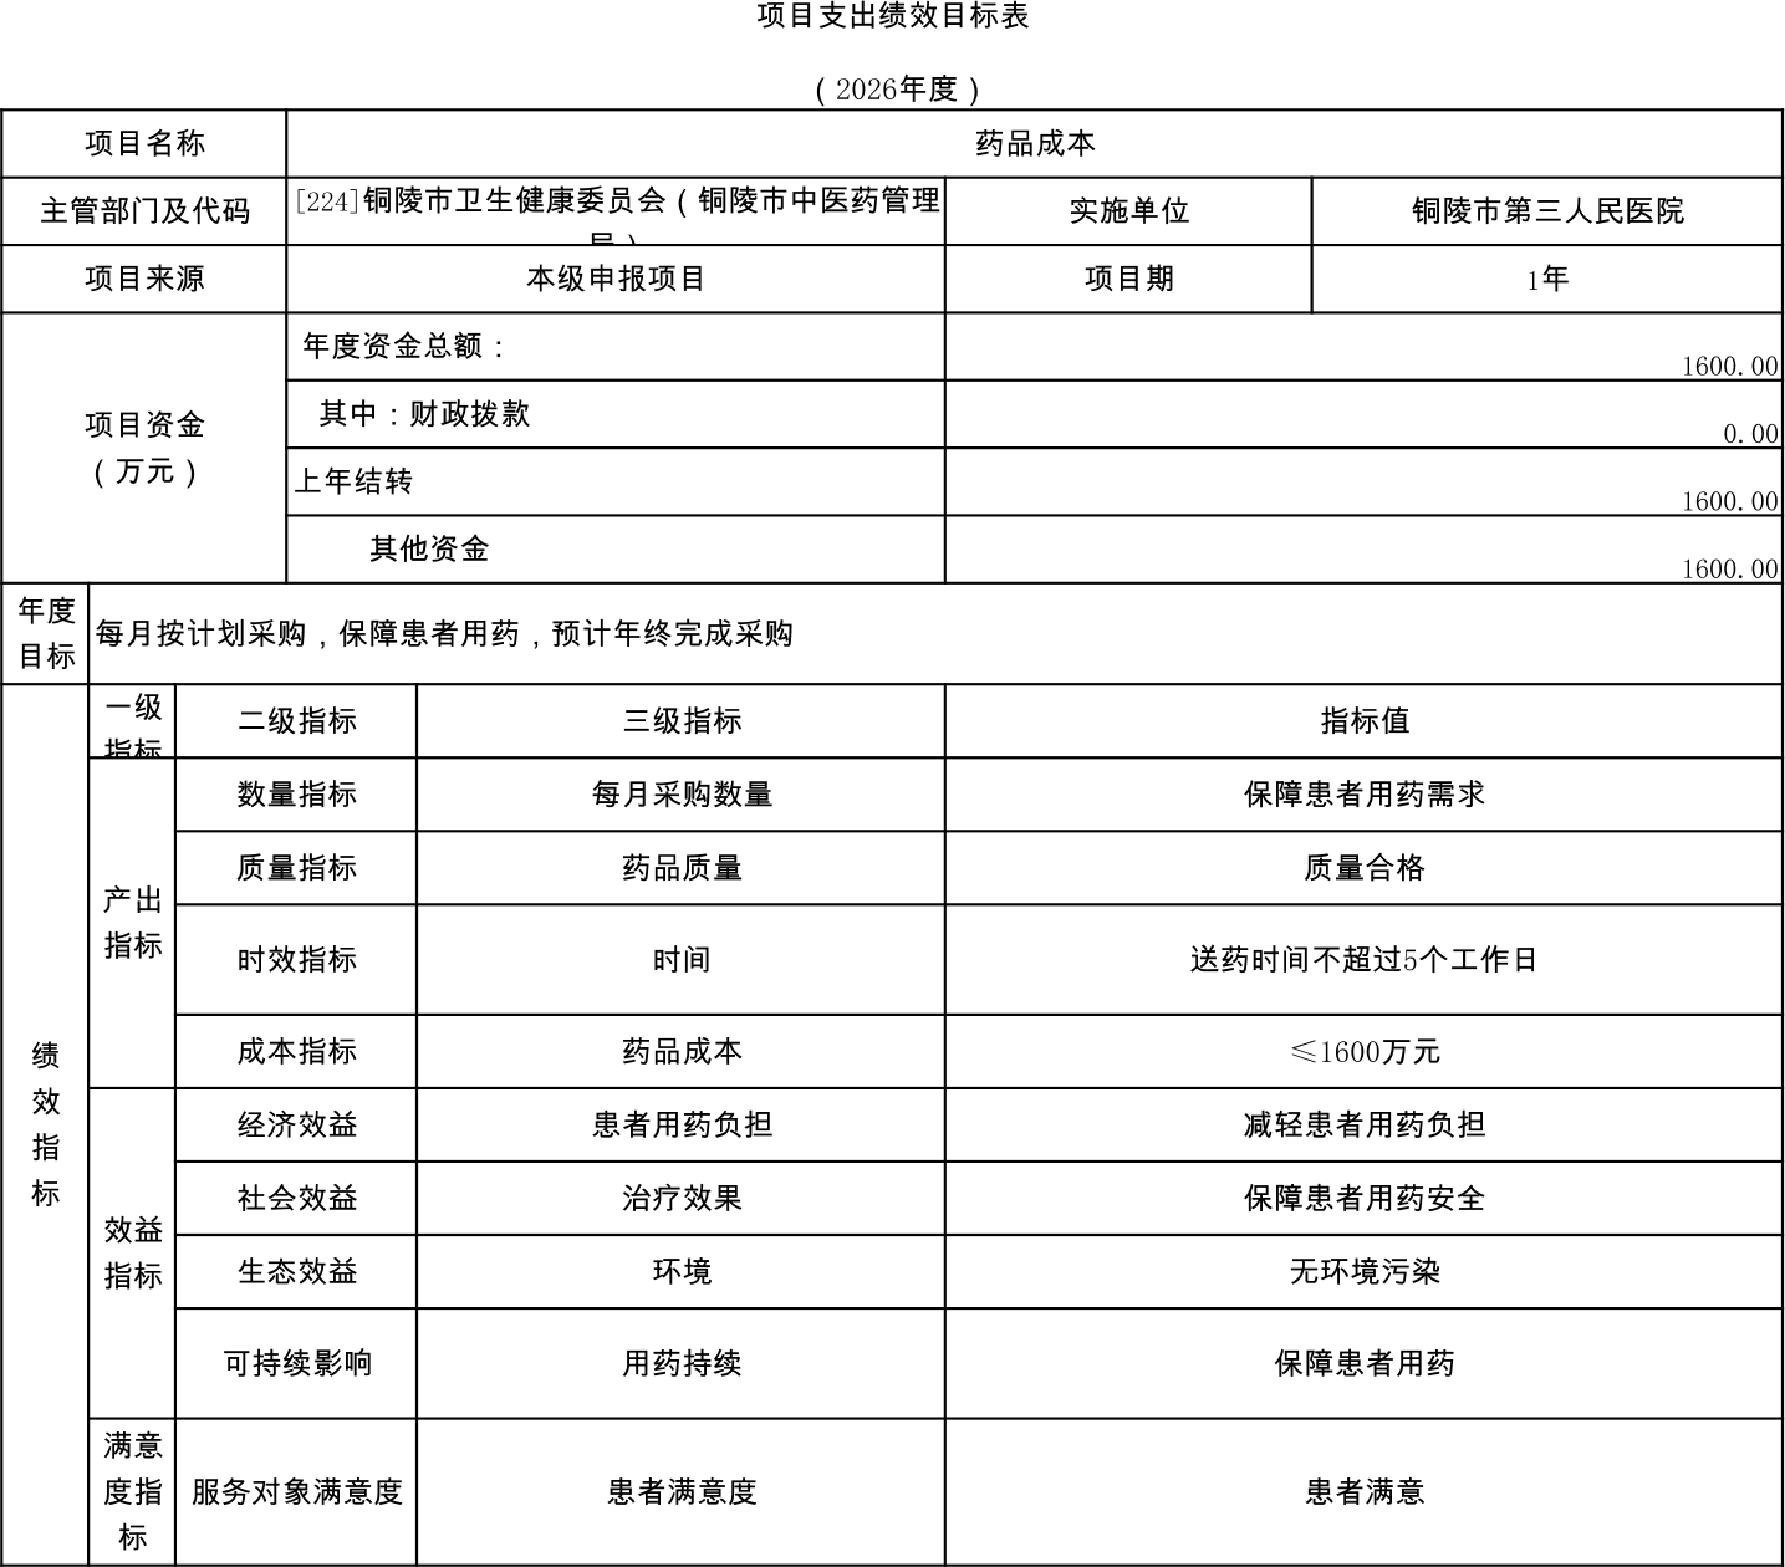 项目支出绩效目标表
（2026年度）
项目名称 药品成本
主管部门及代码 [224]铜陵市卫生健康委员会（铜陵市中医药管理局） 实施单位 铜陵市第三人民医院
项目来源 本级申报项目 项目期 1年
项目资金
（万元）
年度资金总额： 1600.00
其中：财政拨款 0.00
上年结转 1600.00
其他资金 1600.00
年度
目标
每月按计划采购，保障患者用药，预计年终完成采购
绩
效
指
标
一级
指标
二级指标 三级指标 指标值
产出
指标
数量指标 每月采购数量 保障患者用药需求
质量指标 药品质量 质量合格
时效指标 时间 送药时间不超过5个工作日
成本指标 药品成本 ≤1600万元
效益
指标
经济效益 患者用药负担 减轻患者用药负担
社会效益 治疗效果 保障患者用药安全
生态效益 环境 无环境污染
可持续影响 用药持续 保障患者用药
满意
度指
标
服务对象满意度 患者满意度 患者满意